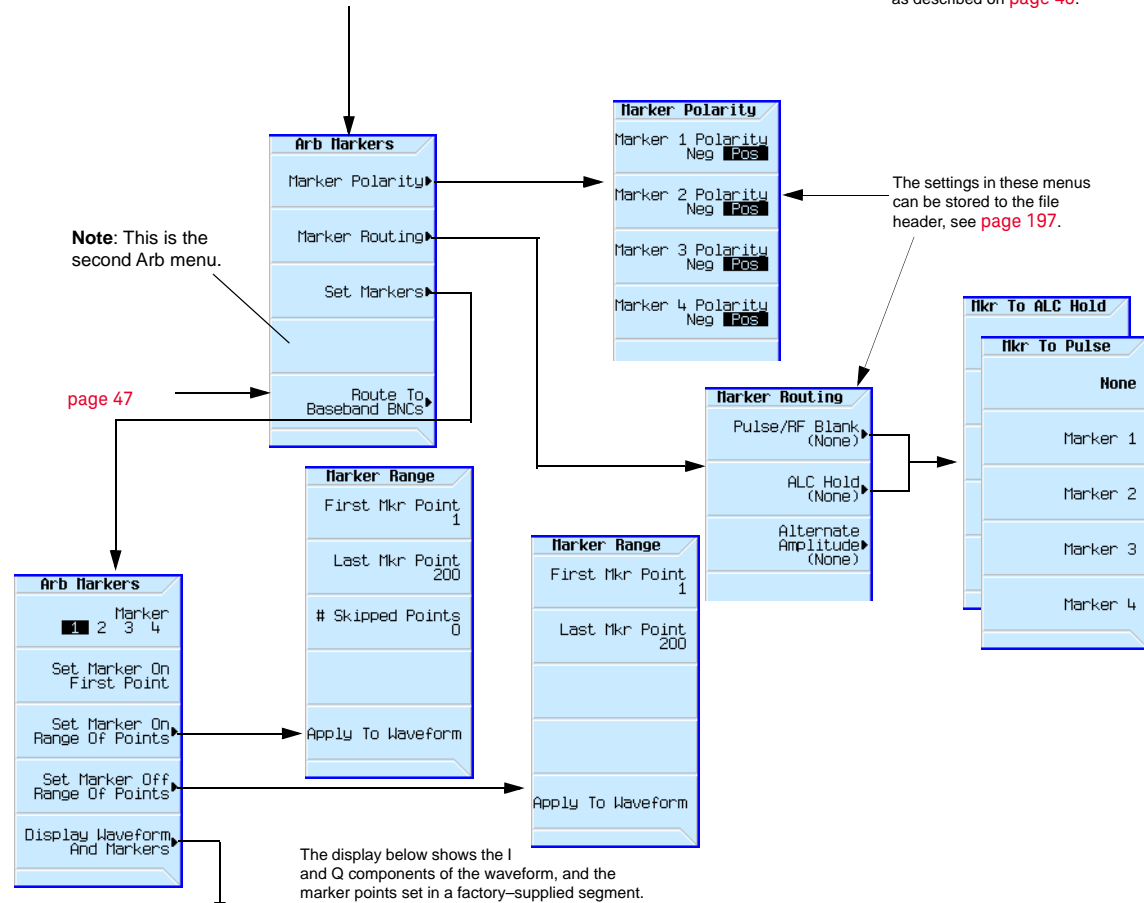 as described on page 48.
Arb Markers
Marker Polarity
Marker Routing
Set Markers
Route To
Baseband BNCs
Note: This is the
second Arb menu.
page 47
Marker Polarity
Marker 1 Polarity
Neg Pos
Marker 2 Polarity
Neg Pos
Marker 3 Polarity
Neg Pos
Marker 4 Polarity
Neg Pos
The settings in these menus
can be stored to the file
header, see page 197.
Marker Routing
Pulse/RF Blank
(None)
ALC Hold
(None)
Alternate
Amplitude
(None)
Mkr To ALC Hold
Mkr To Pulse
None
Marker 1
Marker 2
Marker 3
Marker 4
Arb Markers
Marker
1 2 3 4
Set Marker On
First Point
Set Marker On
Range Of Points
Set Marker Off
Range Of Points
Display Waveform
And Markers
Marker Range
First Mkr Point
1
Last Mkr Point
200
# Skipped Points
0
Apply To Waveform
Marker Range
First Mkr Point
1
Last Mkr Point
200
Apply To Waveform
The display below shows the I
and Q components of the waveform, and the
marker points set in a factory–supplied segment.